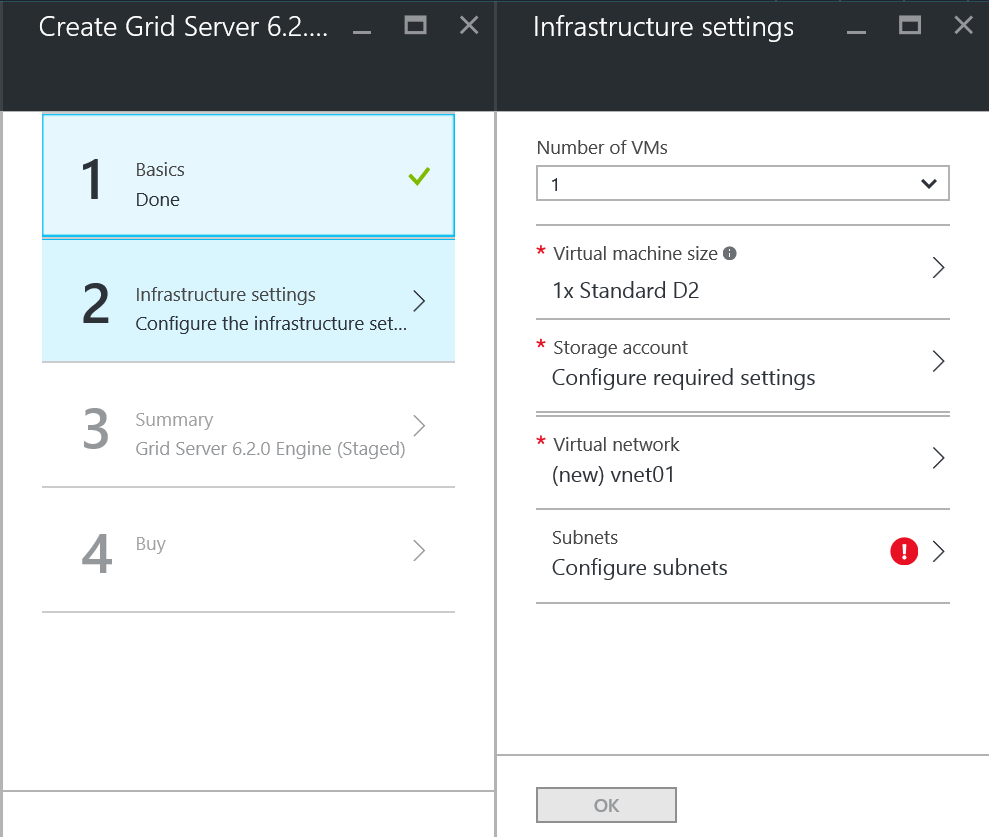 Create Grid Server 6.2....
1
Basics
Done
2
Infrastructure settings
Configure the infrastructure set...
3
Summary
Grid Server 6.2.0 Engine (Staged)
4
Buy
Infrastructure settings
Number of VMs
1
* Virtual machine size
1x Standard D2
* Storage account
Configure required settings
* Virtual network
(new) vnet01
Subnets
Configure subnets
OK